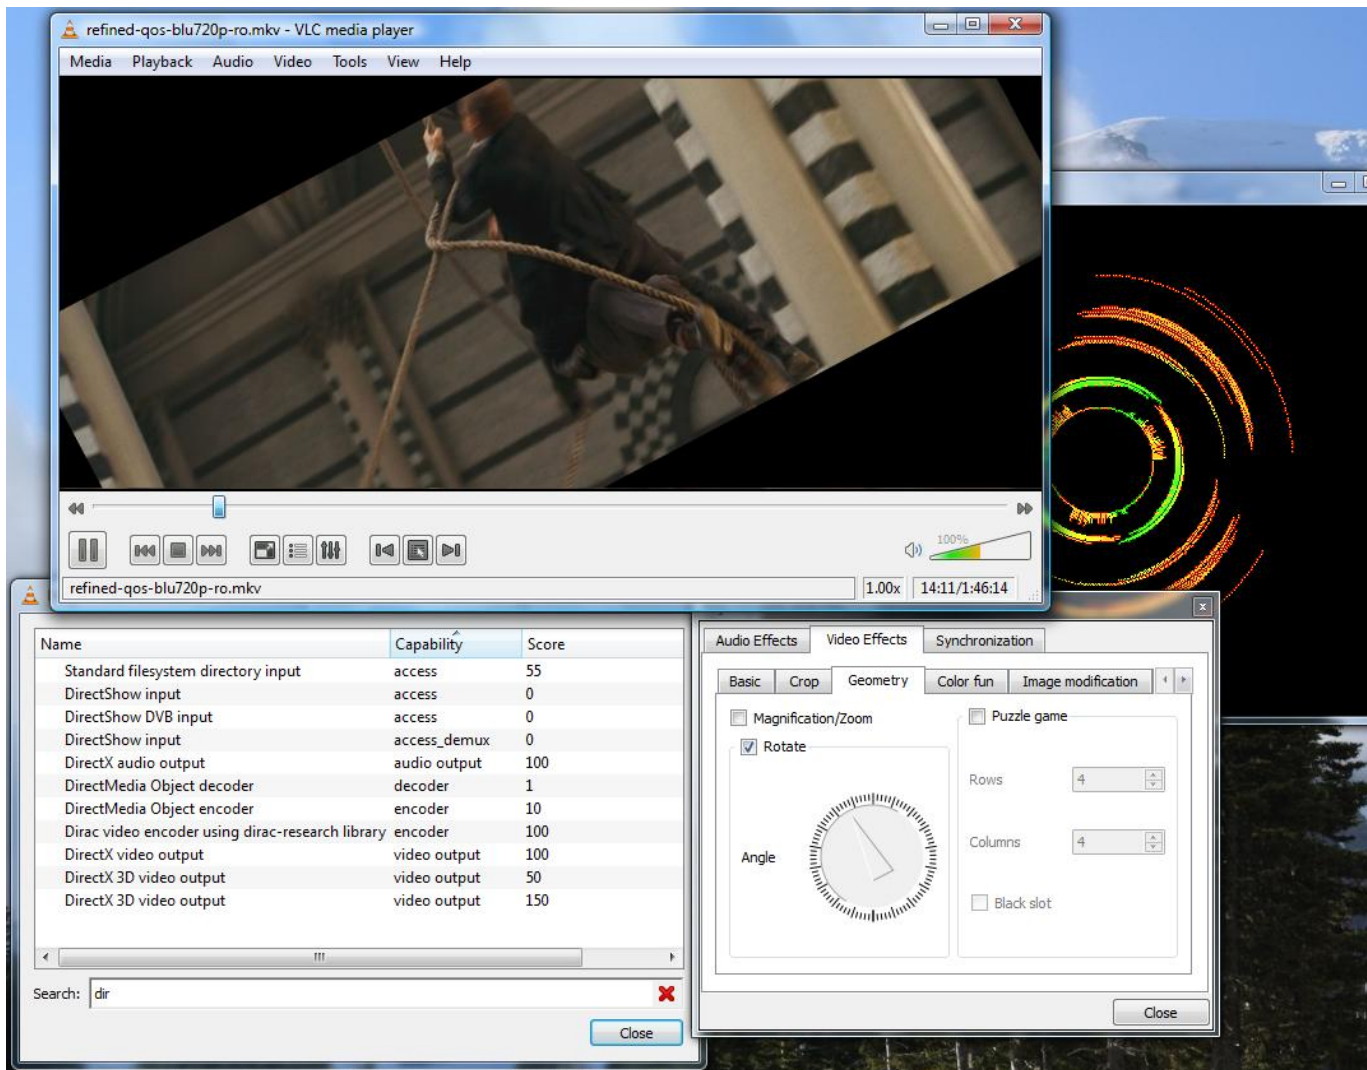 refined-qos-blu720p-ro.mkv - VLC media player
Media Playback Audio Video Tools View Help
100%
refined-qos-blu720p-ro.mkv 1.00x 14:11/1:46:14
Name Capability Score
Standard filesystem directory input access 55
DirectShow input access 0
DirectShow DVB input access 0
DirectShow input access_demux 0
DirectX audio output audio output 100
DirectMedia Object decoder decoder 1
DirectMedia Object encoder encoder 10
Dirac video encoder using dirac-research library encoder 100
DirectX video output video output 100
DirectX 3D video output video output 50
DirectX 3D video output video output 150
Search: dir
Close
Audio Effects Video Effects Synchronization
Basic Crop Geometry Color fun Image modification
Magnification/Zoom
Rotate
Angle
Puzzle game
Rows 4
Columns 4
Black slot
Close